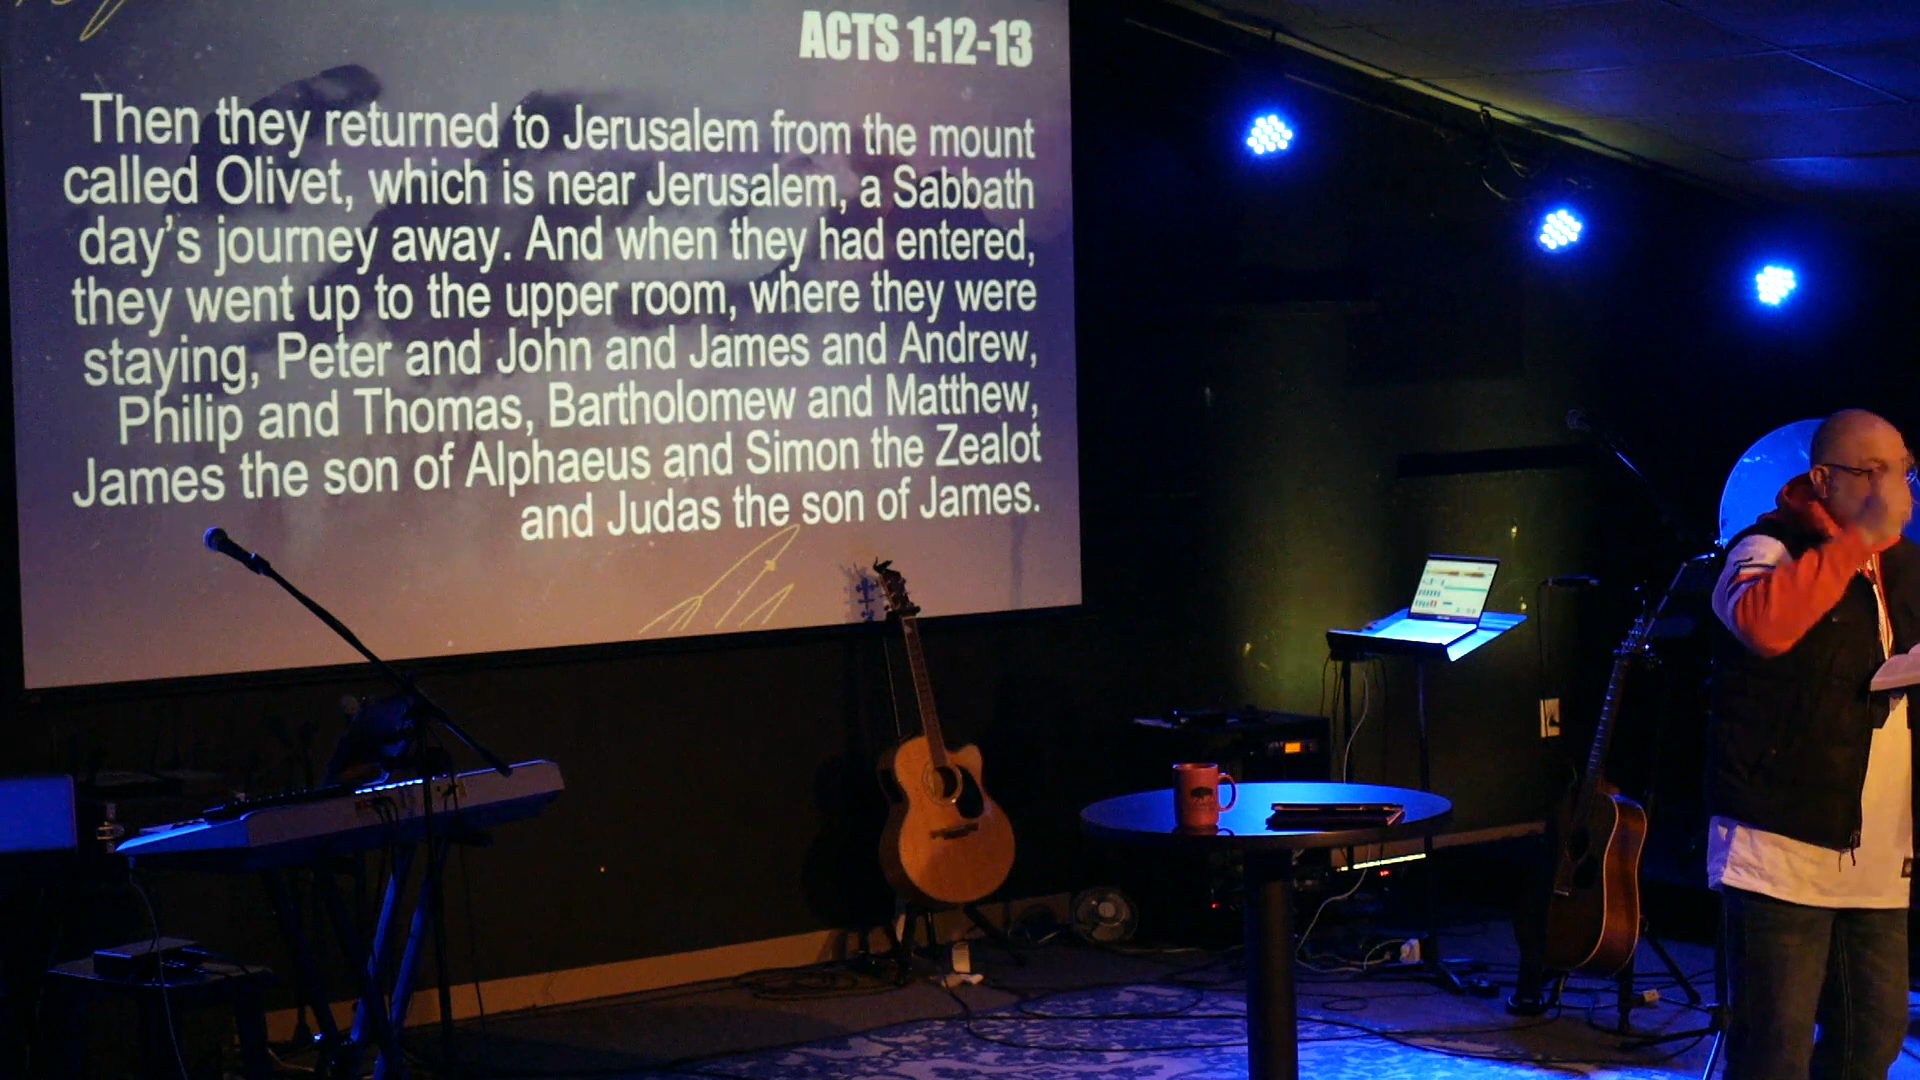 ACTS 1:12-13
Then they returned to Jerusalem from the mount
called Olivet, which is near Jerusalem, a Sabbath
day’s journey away. And when they had entered,
they went up to the upper room, where they were
staying, Peter and John and James and Andrew,
Philip and Thomas, Bartholomew and Matthew,
James the son of Alphaeus and Simon the Zealot
and Judas the son of James.